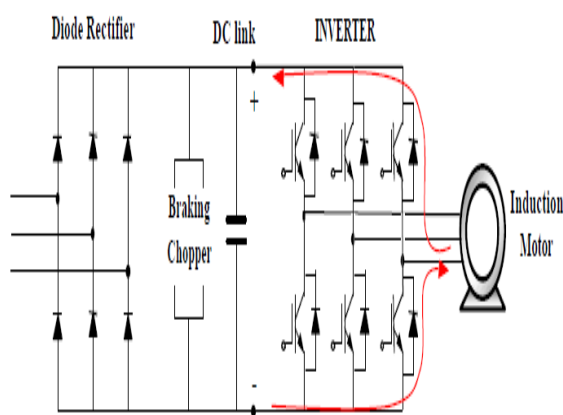 Diode Rectifier
DC link
INVERTER
+
Braking
Chopper
Induction
Motor
-